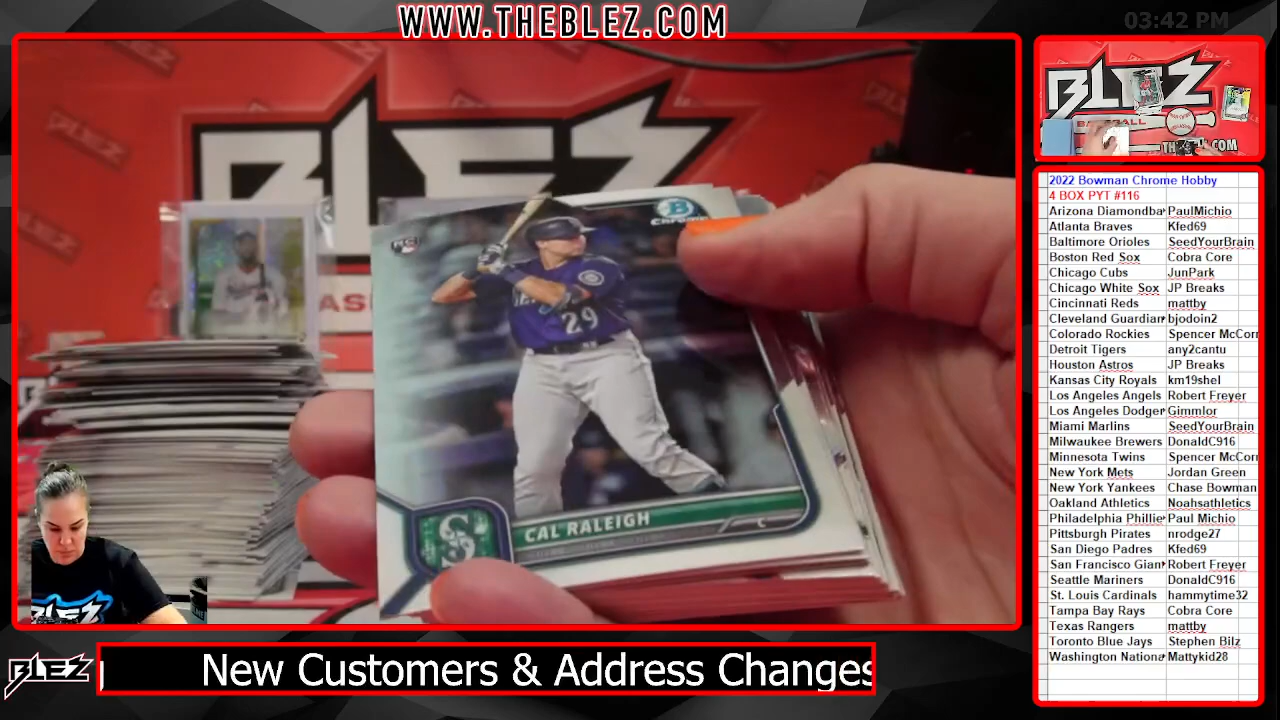 WWW.THEBLEZ.COM
03:42 PM
BLEZ
29
RC
CHROME
CAL RALEIGH
C
BLEZ
BLEZ
BASEBALL
2022 Bowman Chrome Hobby
4 BOX PYT #116
Arizona Diamondba PaulMichio
Atlanta Braves Kfed69
Baltimore Orioles SeedYourBrain
Boston Red Sox Cobra Core
Chicago Cubs JunPark
Chicago White Sox JP Breaks
Cincinnati Reds mattby
Cleveland Guardian bjodoin2
Colorado Rockies Spencer McCorr
Detroit Tigers any2cantu
Houston Astros JP Breaks
Kansas City Royals km19shel
Los Angeles Angels Robert Freyer
Los Angeles Dodger Gimmlor
Miami Marlins SeedYourBrain
Milwaukee Brewers DonaldC916
Minnesota Twins Spencer McCorr
New York Mets Jordan Green
New York Yankees Chase Bowman
Oakland Athletics Noahsathletics
Philadelphia Phillie Paul Michio
Pittsburgh Pirates nrodge27
San Diego Padres Kfed69
San Francisco Gian Robert Freyer
Seattle Mariners DonaldC916
St. Louis Cardinals hammytime32
Tampa Bay Rays Cobra Core
Texas Rangers mattby
Toronto Blue Jays Stephen Bilz
Washington Nationa Mattykid28
BLEZ
New Customers & Address Changes